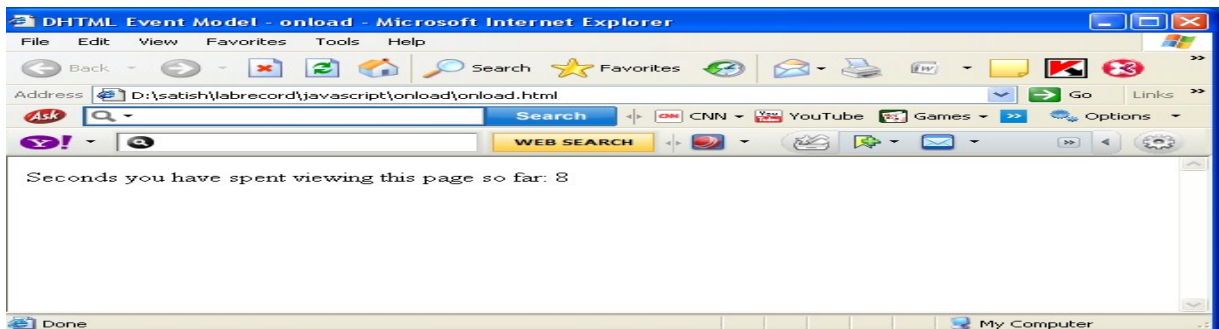 DHTML Event Model - onload - Microsoft Internet Explorer
File Edit View Favorites Tools Help
Back Search Favorites
Address D:\satish\labrecord\javascript\onload\onload.html Go Links
Ask Search CNN YouTube Games Options
Y! WEB SEARCH
Seconds you have spent viewing this page so far: 8
Done My Computer